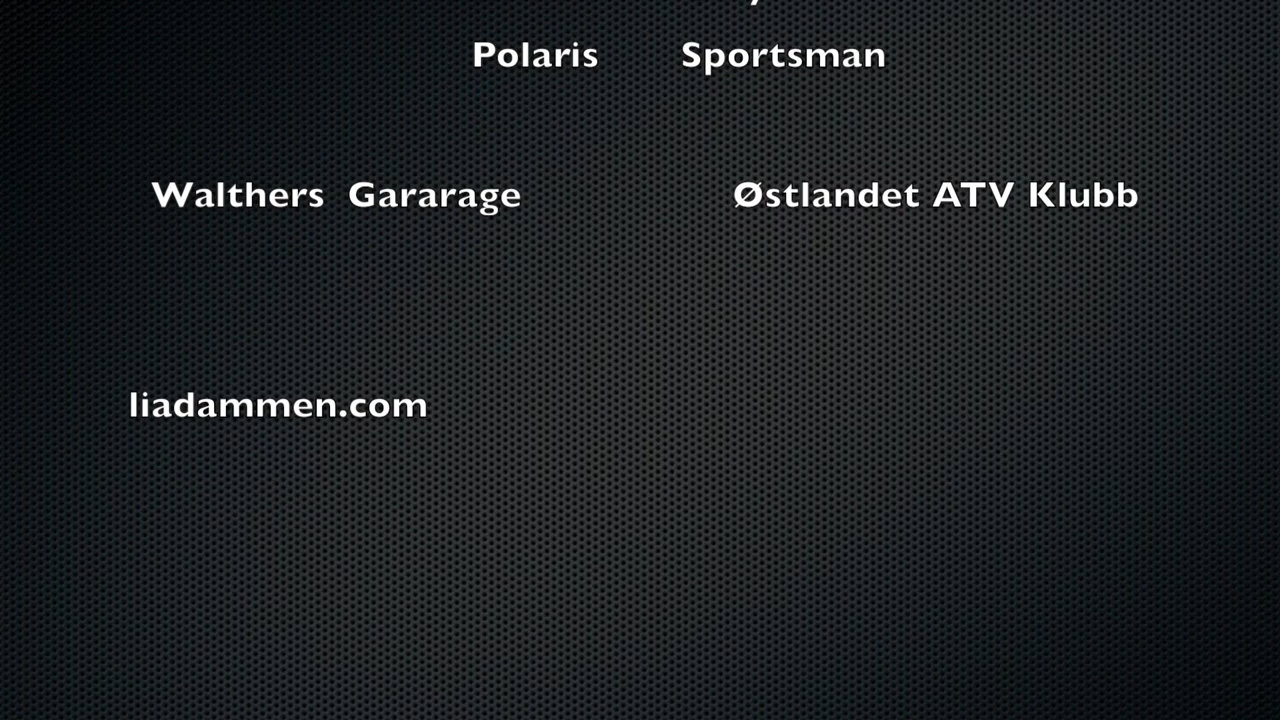 Polaris Sportsman
Walthers Gararage Østlandet ATV Klubb
liadammen.com